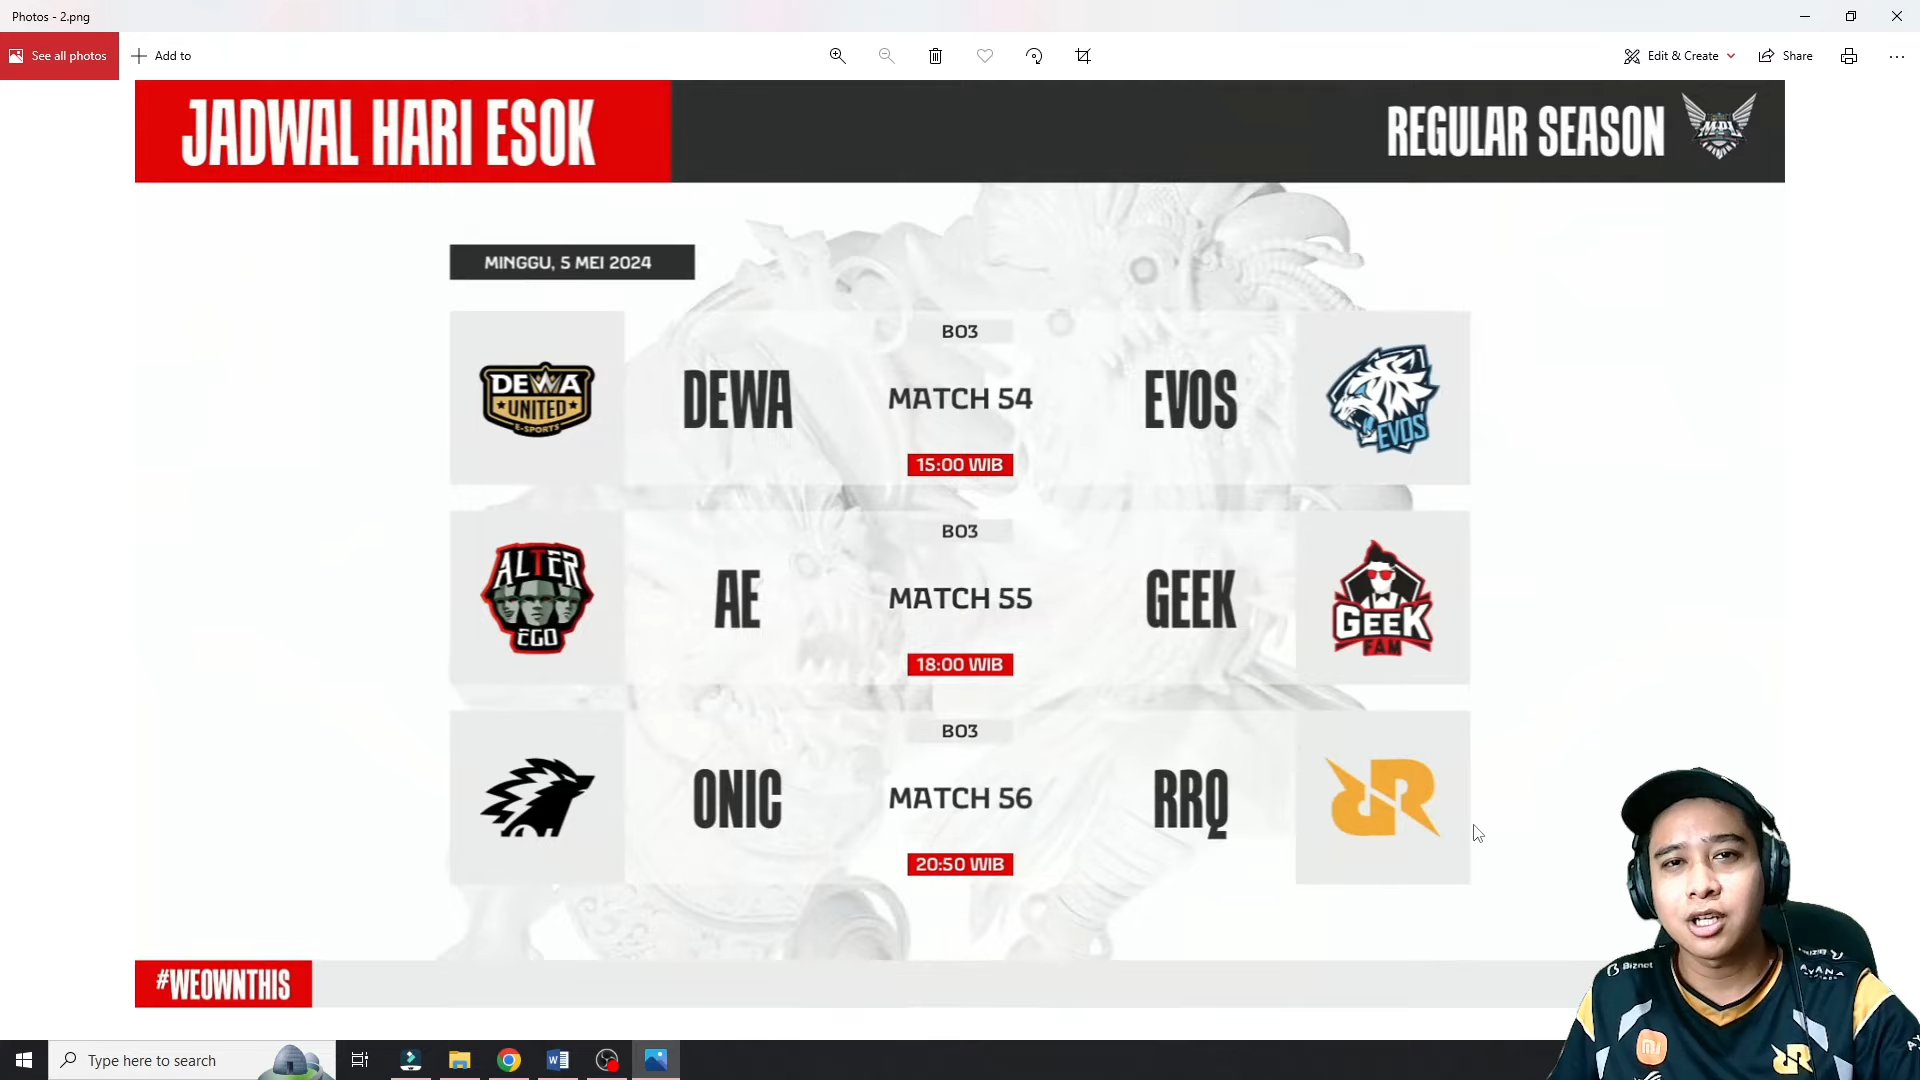 Photos - 2.png
See all photos
Add to
Edit & Create
Share
JADWAL HARI ESOK
REGULAR SEASON
MPL
MINGGU, 5 MEI 2024
BO3
DEWA UNITED E-SPORTS
DEWA
MATCH 54
EVOS
EVOS
15:00 WIB
BO3
ALTER EGO
AE
MATCH 55
GEEK
GEEK FAM
18:00 WIB
BO3
ONIC
MATCH 56
RRQ
20:50 WIB
#WEOWNTHIS
Biznet
Type here to search